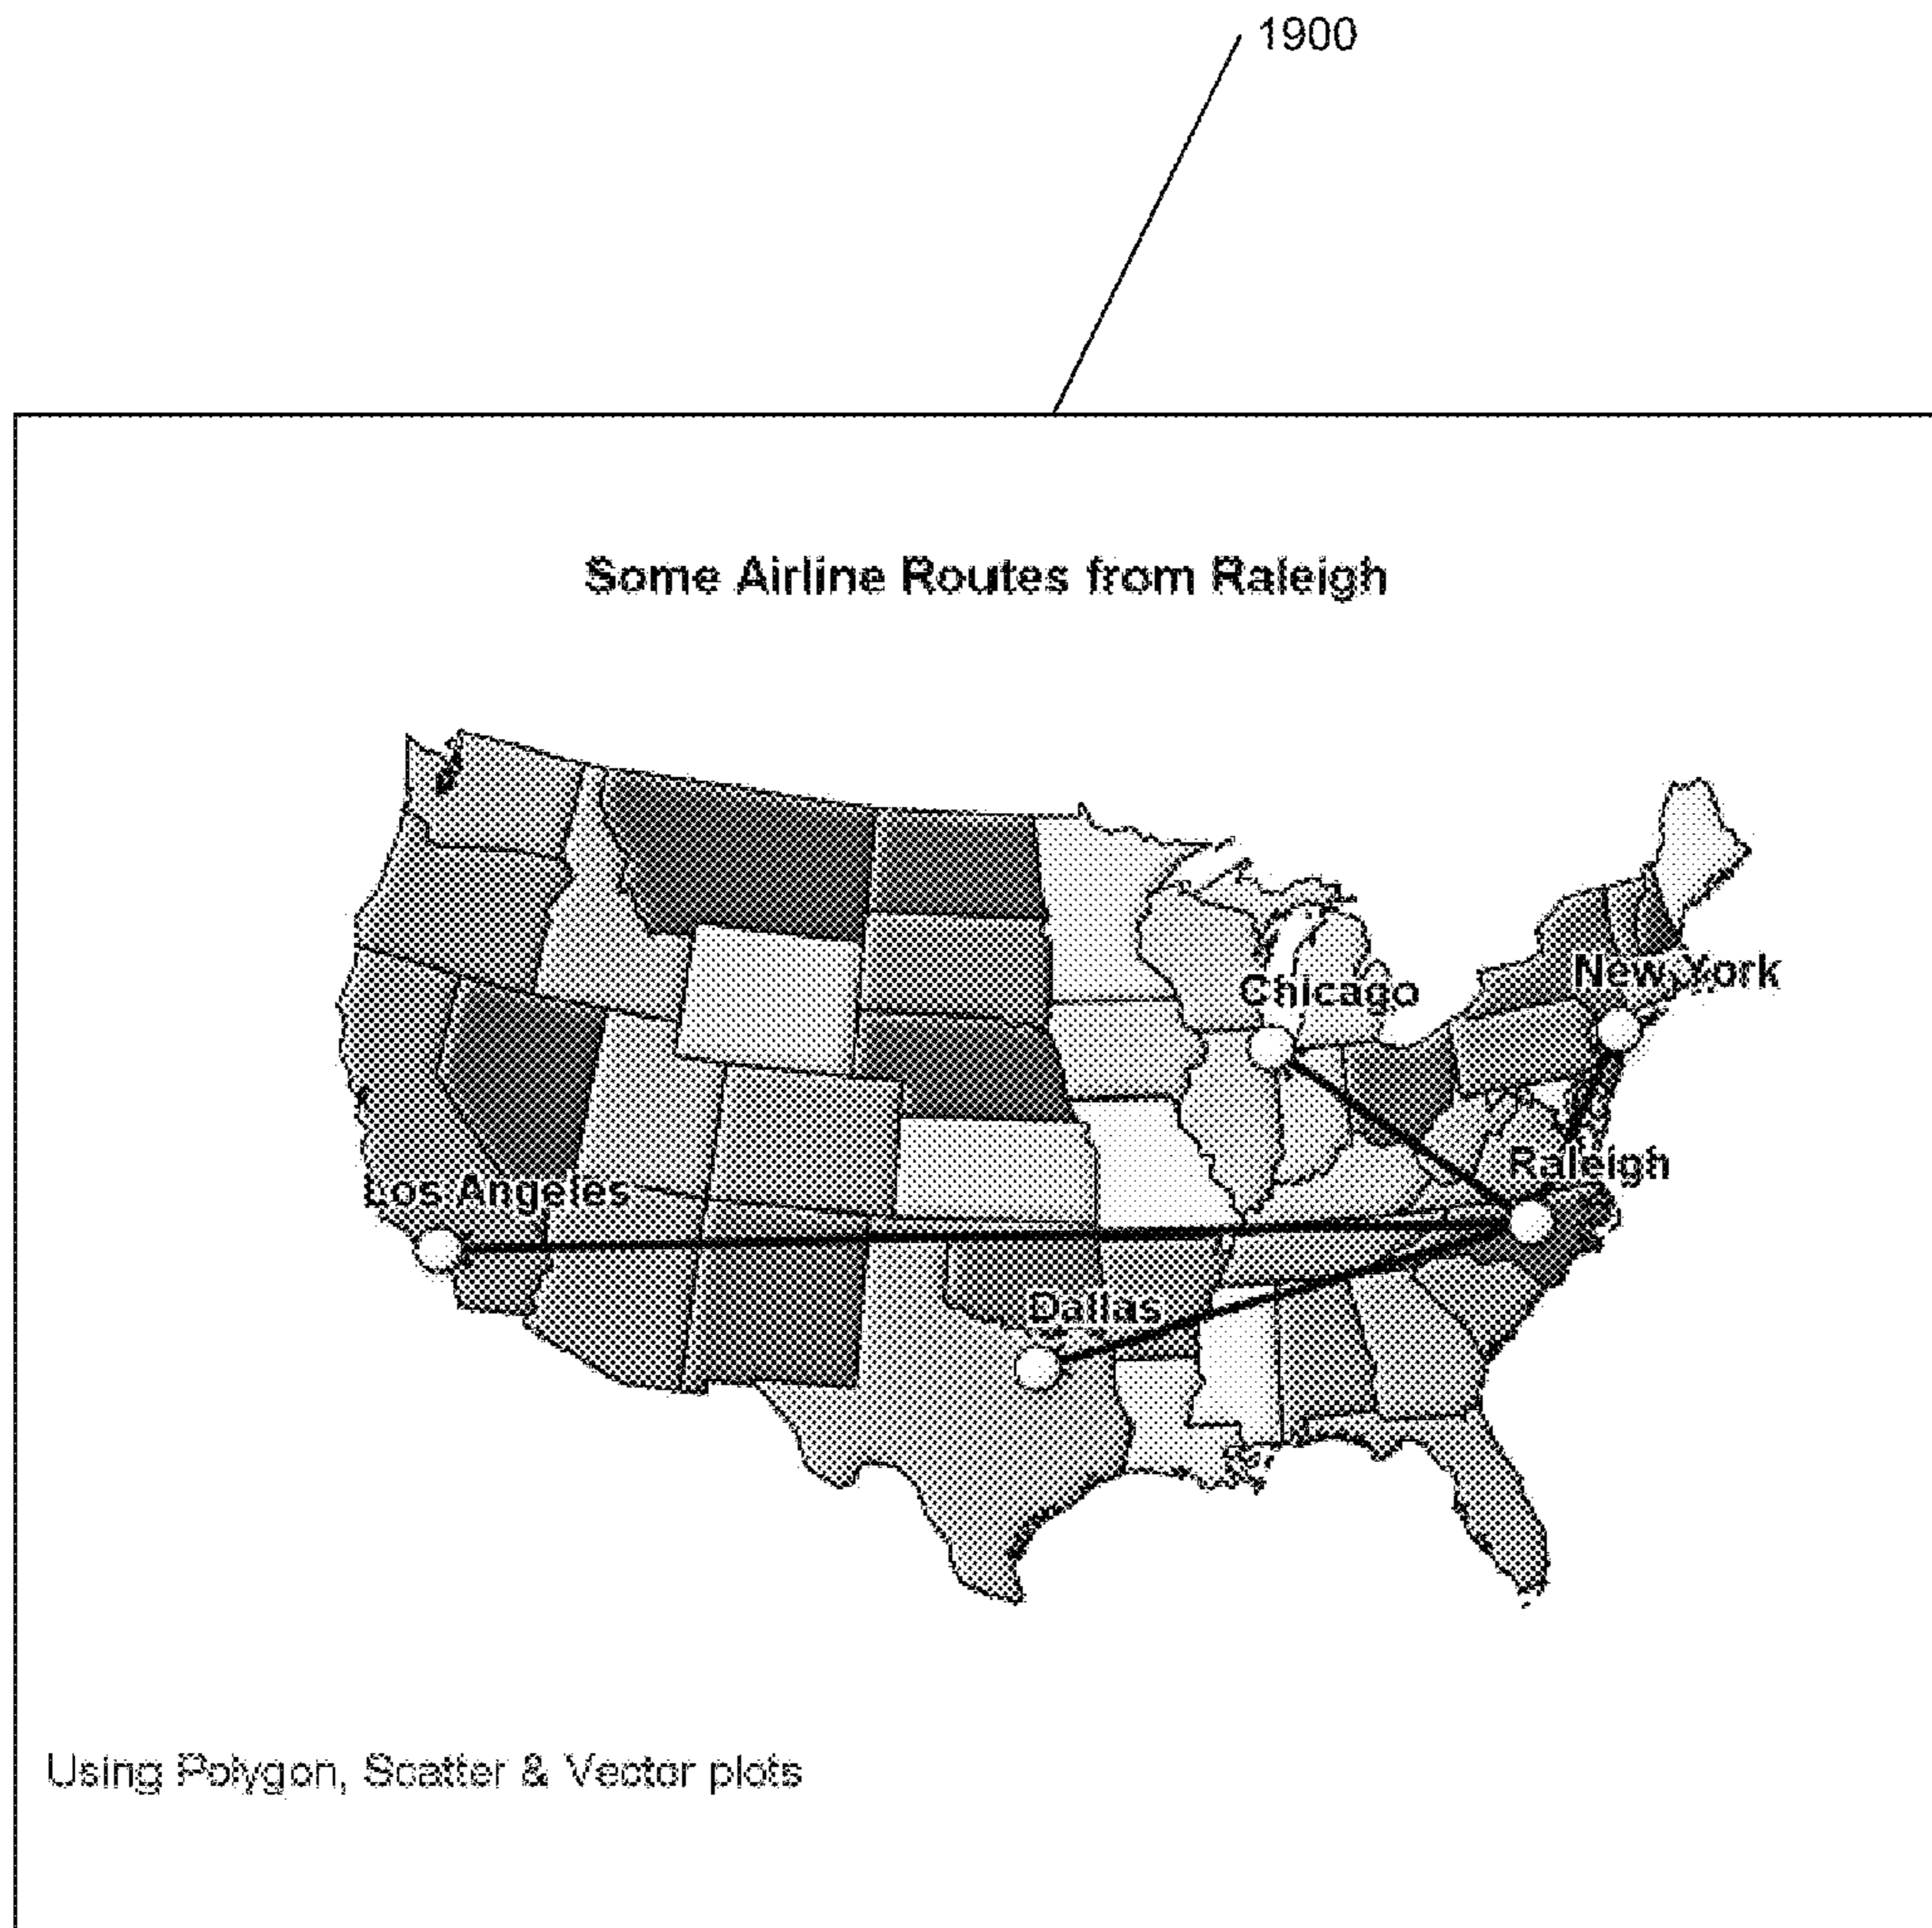 1900
Some Airline Routes from Raleigh
New York
Chicago
Raleigh
Los Angeles
Dallas
Using Polygon, Scatter & Vector plots